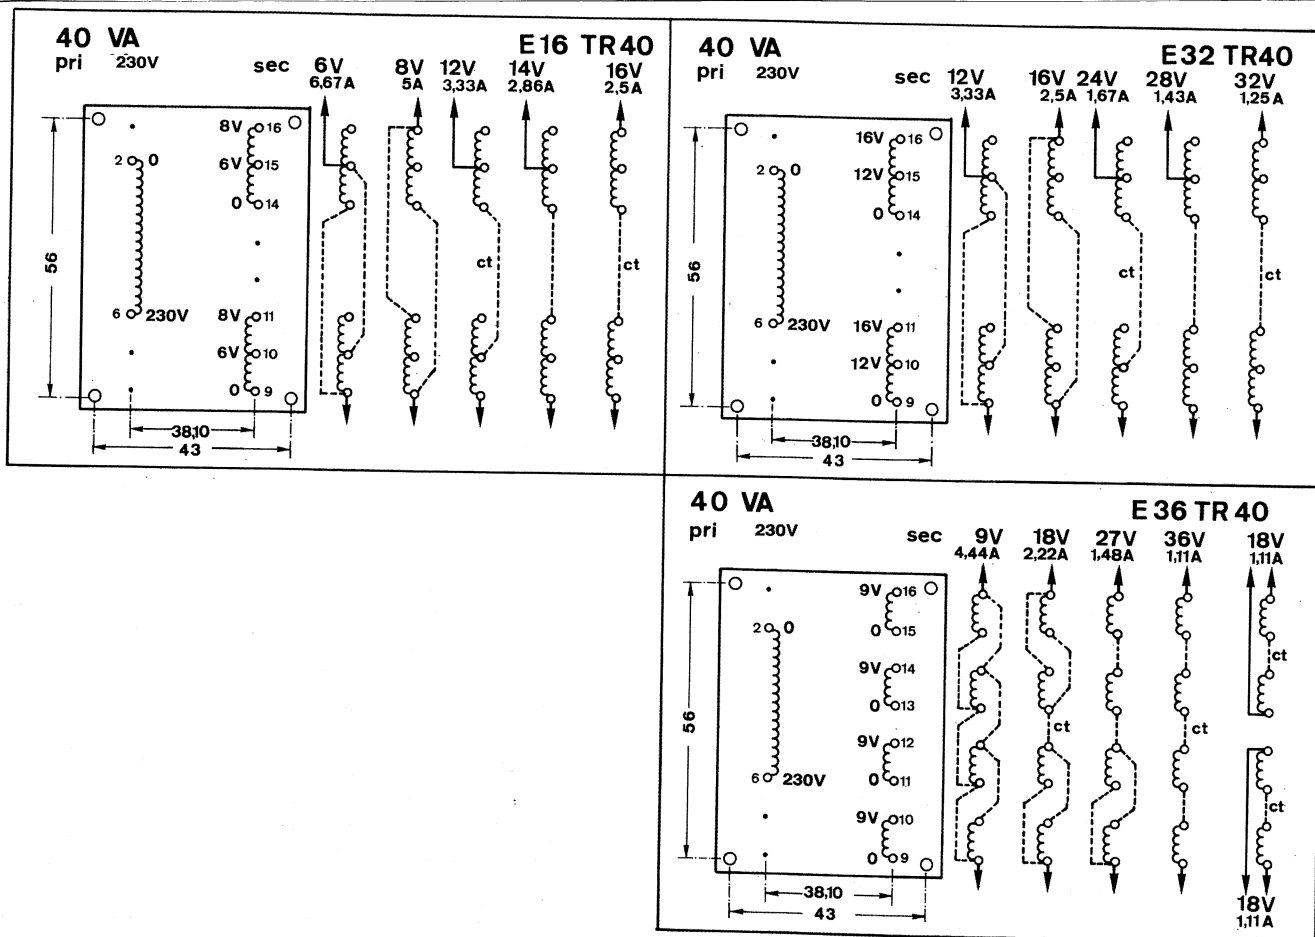 40 VA E16 TR40
pri 230V sec 6V 8V 12V 14V 16V
6,67A 5A 3,33A 2,86A 2,5A
8V 16
2 0 6V 15
0 14
56
ct ct
6 230V 8V 11
6V 10
0 9
38,10
43
40 VA E32 TR40
pri 230V sec 12V 16V 24V 28V 32V
3,33A 2,5A 1,67A 1,43A 1,25A
16V 16
2 0 12V 15
0 14
56
ct ct
6 230V 16V 11
12V 10
0 9
38,10
43
40 VA E36 TR40
pri 230V sec 9V 18V 27V 36V 18V
4,44A 2,22A 1,48A 1,11A 1,11A
9V 16
2 0 0 15
ct
9V 14
0 13
56
ct ct
9V 12
6 230V 0 11
ct
9V 10
0 9
38,10
43
18V
1,11A